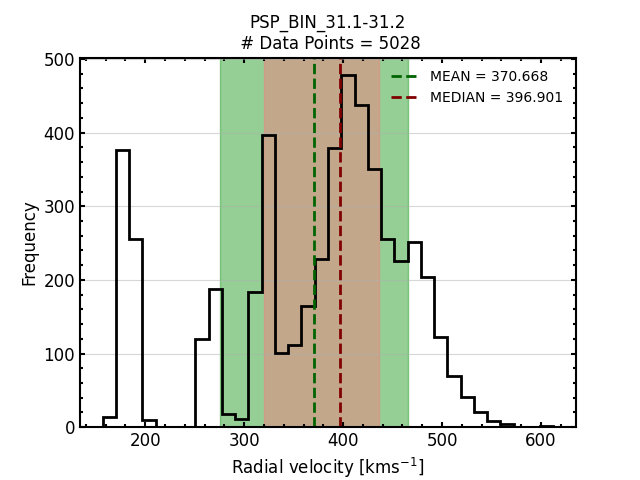 PSP_BIN_31.1-31.2
# Data Points = 5028
MEAN = 370.668
MEDIAN = 396.901
500
400
300
200
100
0
Frequency
200
300
400
500
600
Radial velocity [kms⁻¹]